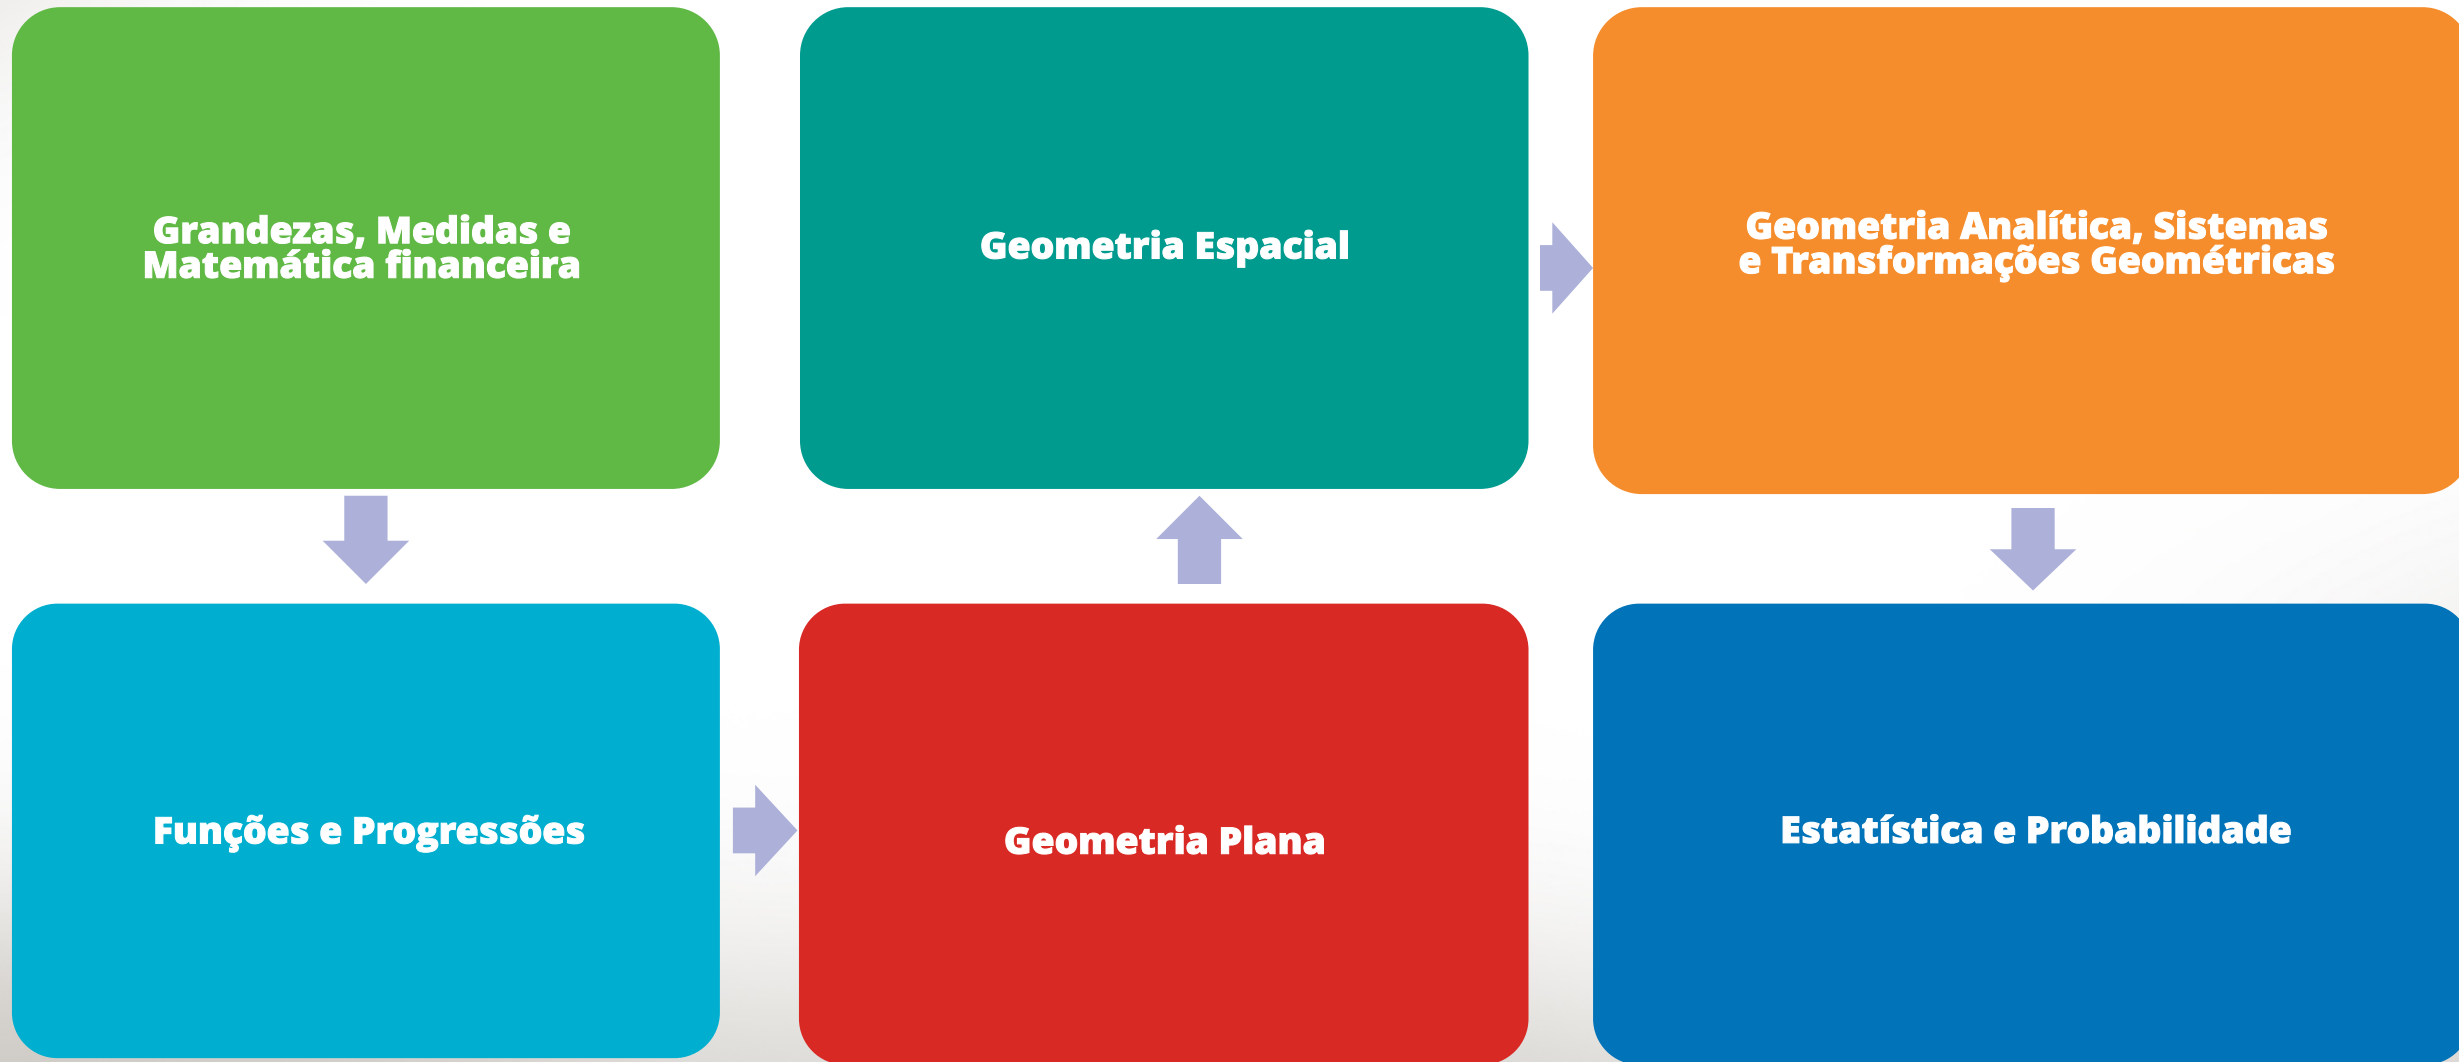 Grandezas, Medidas e
Matemática financeira
Geometria Espacial
Geometria Analítica, Sistemas
e Transformações Geométricas
Funções e Progressões
Geometria Plana
Estatística e Probabilidade